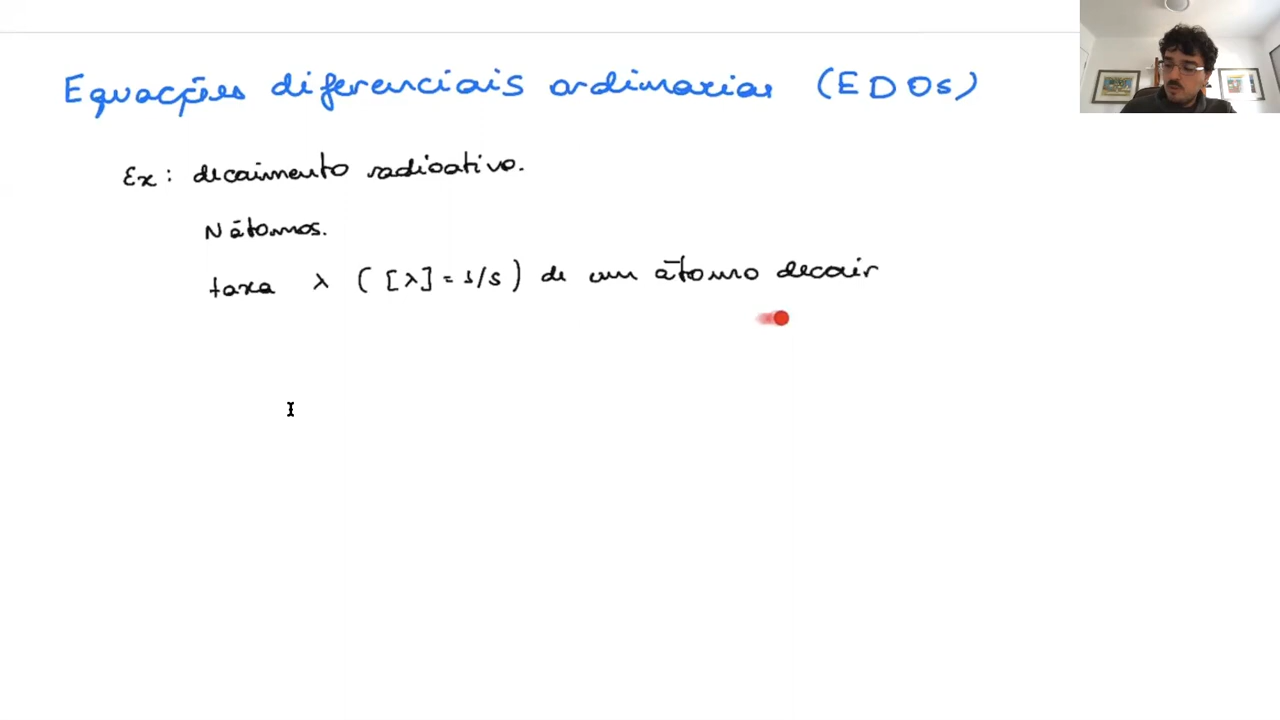 Equações diferenciais ordinarias (EDOs)
Ex: decaimento radioativo.
N átomos.
taxa λ ([λ] = 1/s) de um átomo decair